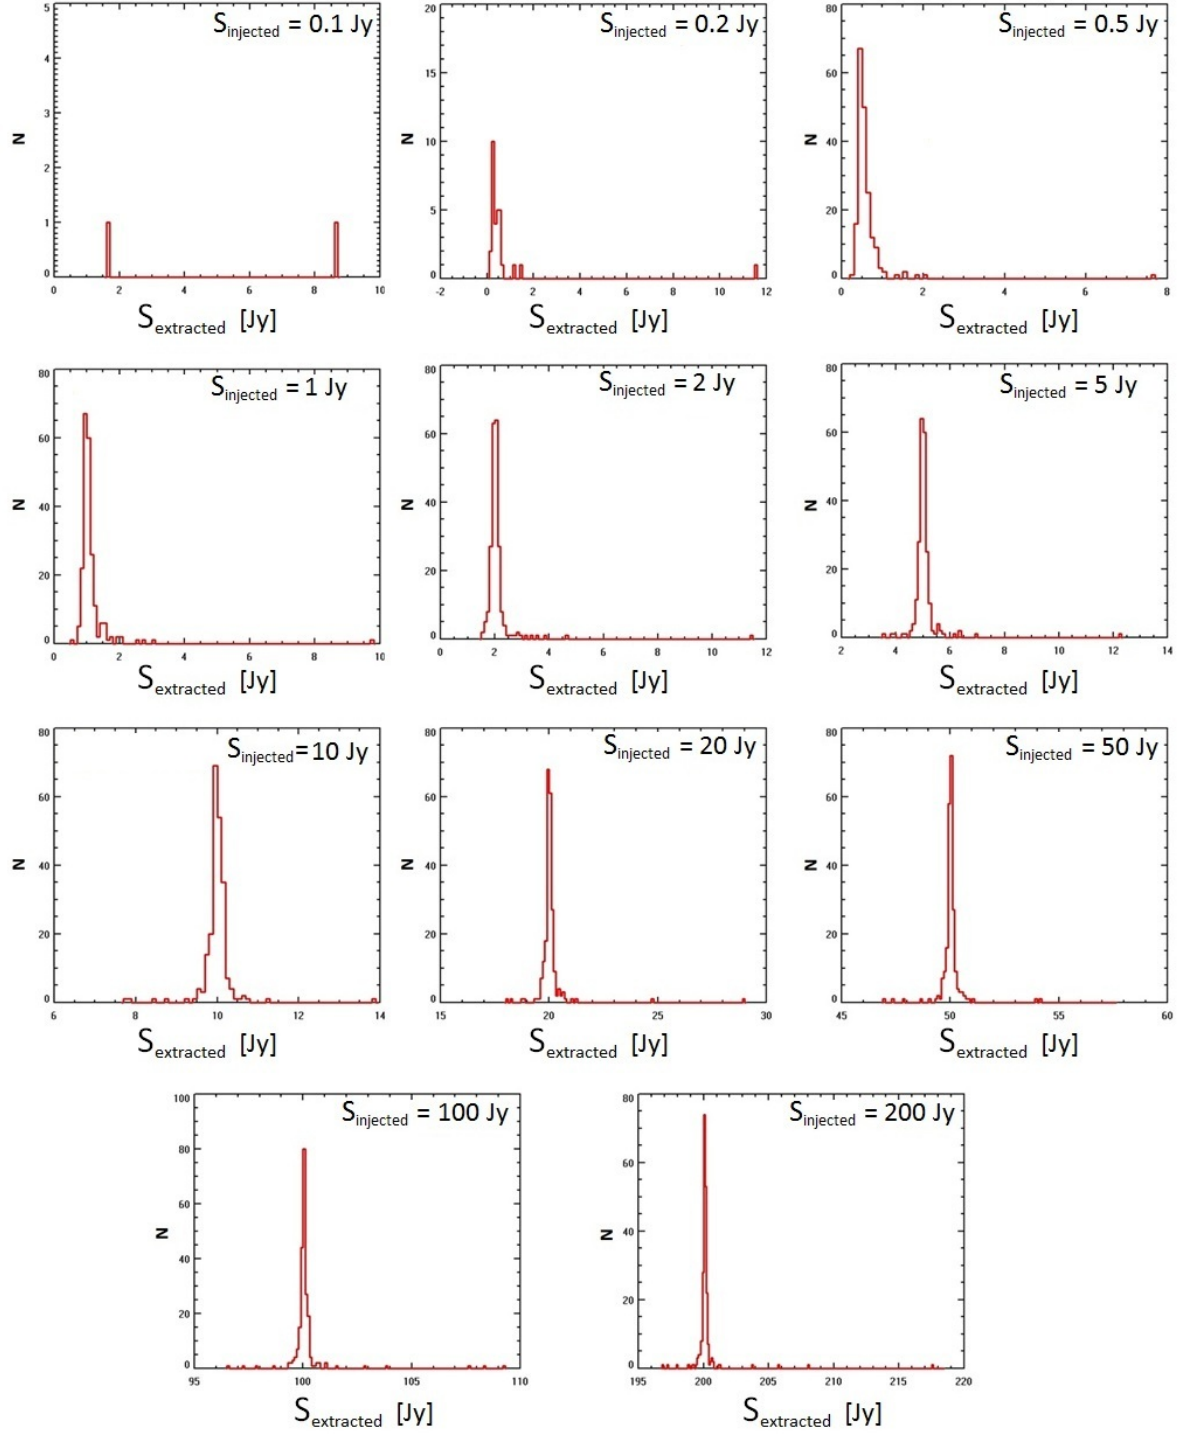 S_injected = 0.1 Jy
5
4
3
2
1
0
N
0 2 4 6 8 10
S_extracted [Jy]
S_injected = 0.2 Jy
20
15
10
5
0
N
-2 0 2 4 6 8 10 12
S_extracted [Jy]
S_injected = 0.5 Jy
80
60
40
20
0
N
0 2 4 6 8
S_extracted [Jy]
S_injected = 1 Jy
80
60
40
20
0
N
0 2 4 6 8 10
S_extracted [Jy]
S_injected = 2 Jy
80
60
40
20
0
N
0 2 4 6 8 10 12
S_extracted [Jy]
S_injected = 5 Jy
80
60
40
20
0
N
2 4 6 8 10 12 14
S_extracted [Jy]
S_injected = 10 Jy
80
60
40
20
0
N
6 8 10 12 14
S_extracted [Jy]
S_injected = 20 Jy
80
60
40
20
0
N
15 20 25 30
S_extracted [Jy]
S_injected = 50 Jy
80
60
40
20
0
N
45 50 55 60
S_extracted [Jy]
S_injected = 100 Jy
100
80
60
40
20
0
N
95 100 105 110
S_extracted [Jy]
S_injected = 200 Jy
80
60
40
20
0
N
195 200 205 210 215 220
S_extracted [Jy]